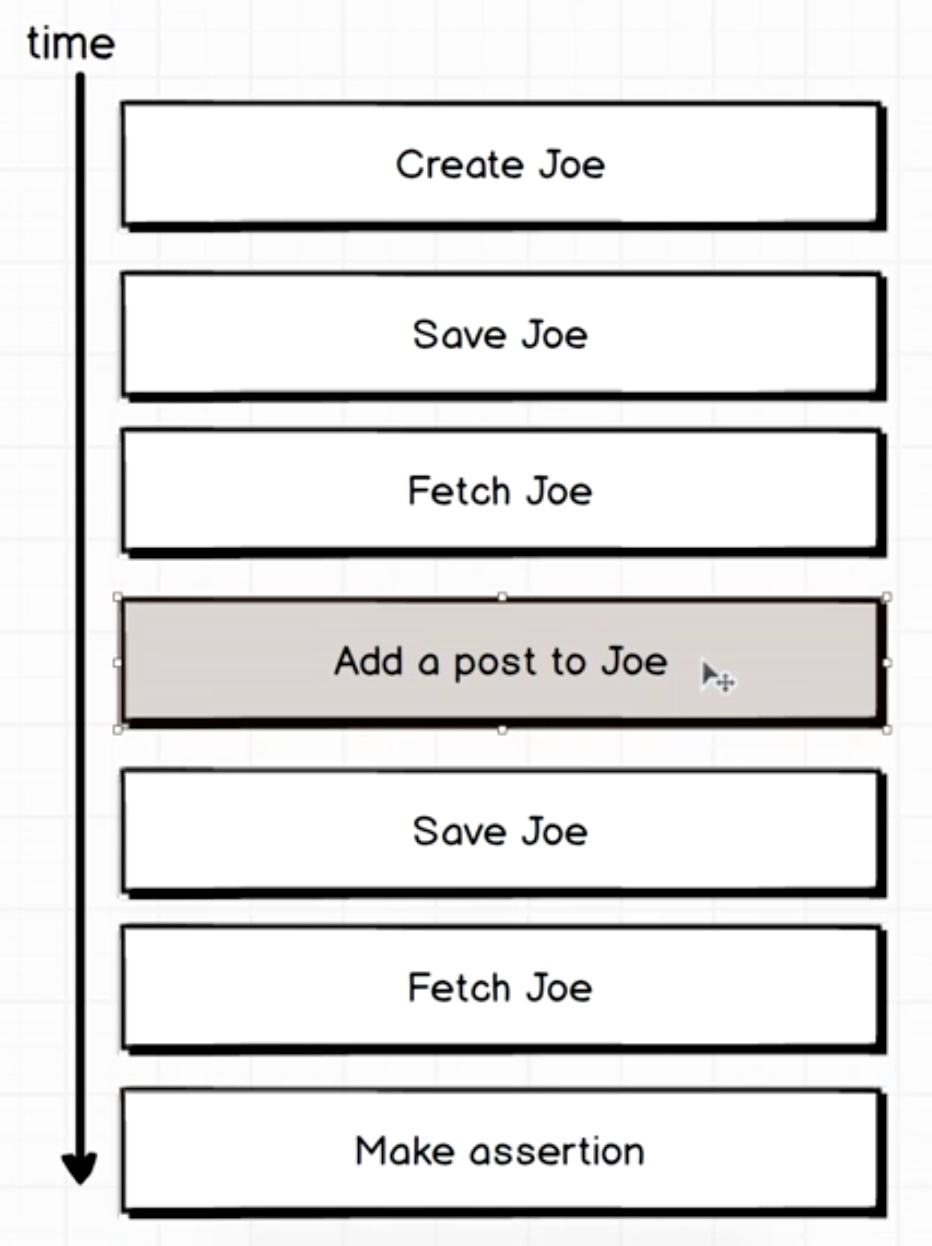 time
Create Joe
Save Joe
Fetch Joe
Add a post to Joe
Save Joe
Fetch Joe
Make assertion